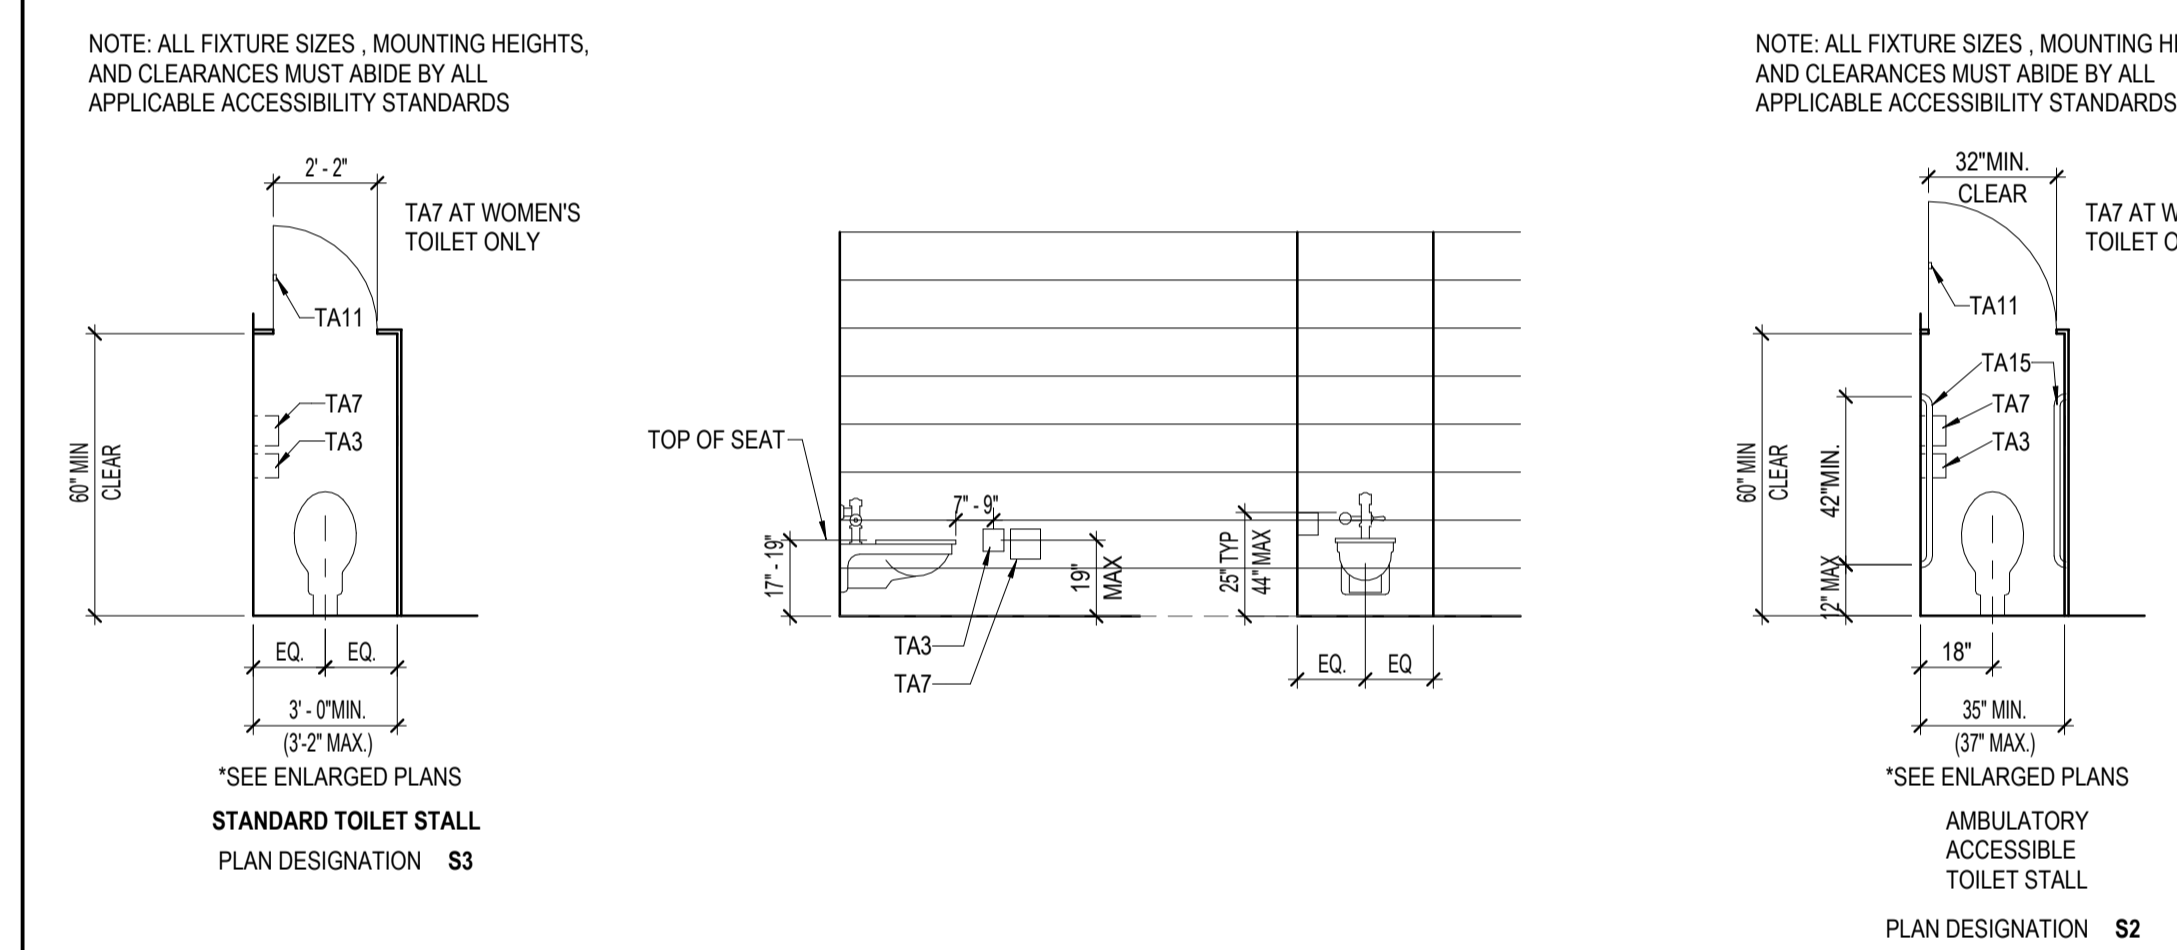 NOTE: ALL FIXTURE SIZES , MOUNTING HEIGHTS,
AND CLEARANCES MUST ABIDE BY ALL
APPLICABLE ACCESSIBILITY STANDARDS
2' - 2"
TA7 AT WOMEN'S
TOILET ONLY
TA11
TA7
TA3
60" MIN
CLEAR
EQ.
EQ.
3' - 0"MIN.
(3'-2" MAX.)
*SEE ENLARGED PLANS
STANDARD TOILET STALL
PLAN DESIGNATION S3
TOP OF SEAT
7" - 9"
17" - 19"
19"
MAX
TA3
TA7
25" TYP
44" MAX
EQ.
EQ
NOTE: ALL FIXTURE SIZES , MOUNTING
AND CLEARANCES MUST ABIDE BY ALL
APPLICABLE ACCESSIBILITY STANDARDS
32"MIN.
CLEAR
TA7 AT
TOILET
TA11
TA15
TA7
TA3
60" MIN
CLEAR
42"MIN.
12" MAX
18"
35" MIN.
(37" MAX.)
*SEE ENLARGED PLANS
AMBULATORY
ACCESSIBLE
TOILET STALL
PLAN DESIGNATION S2